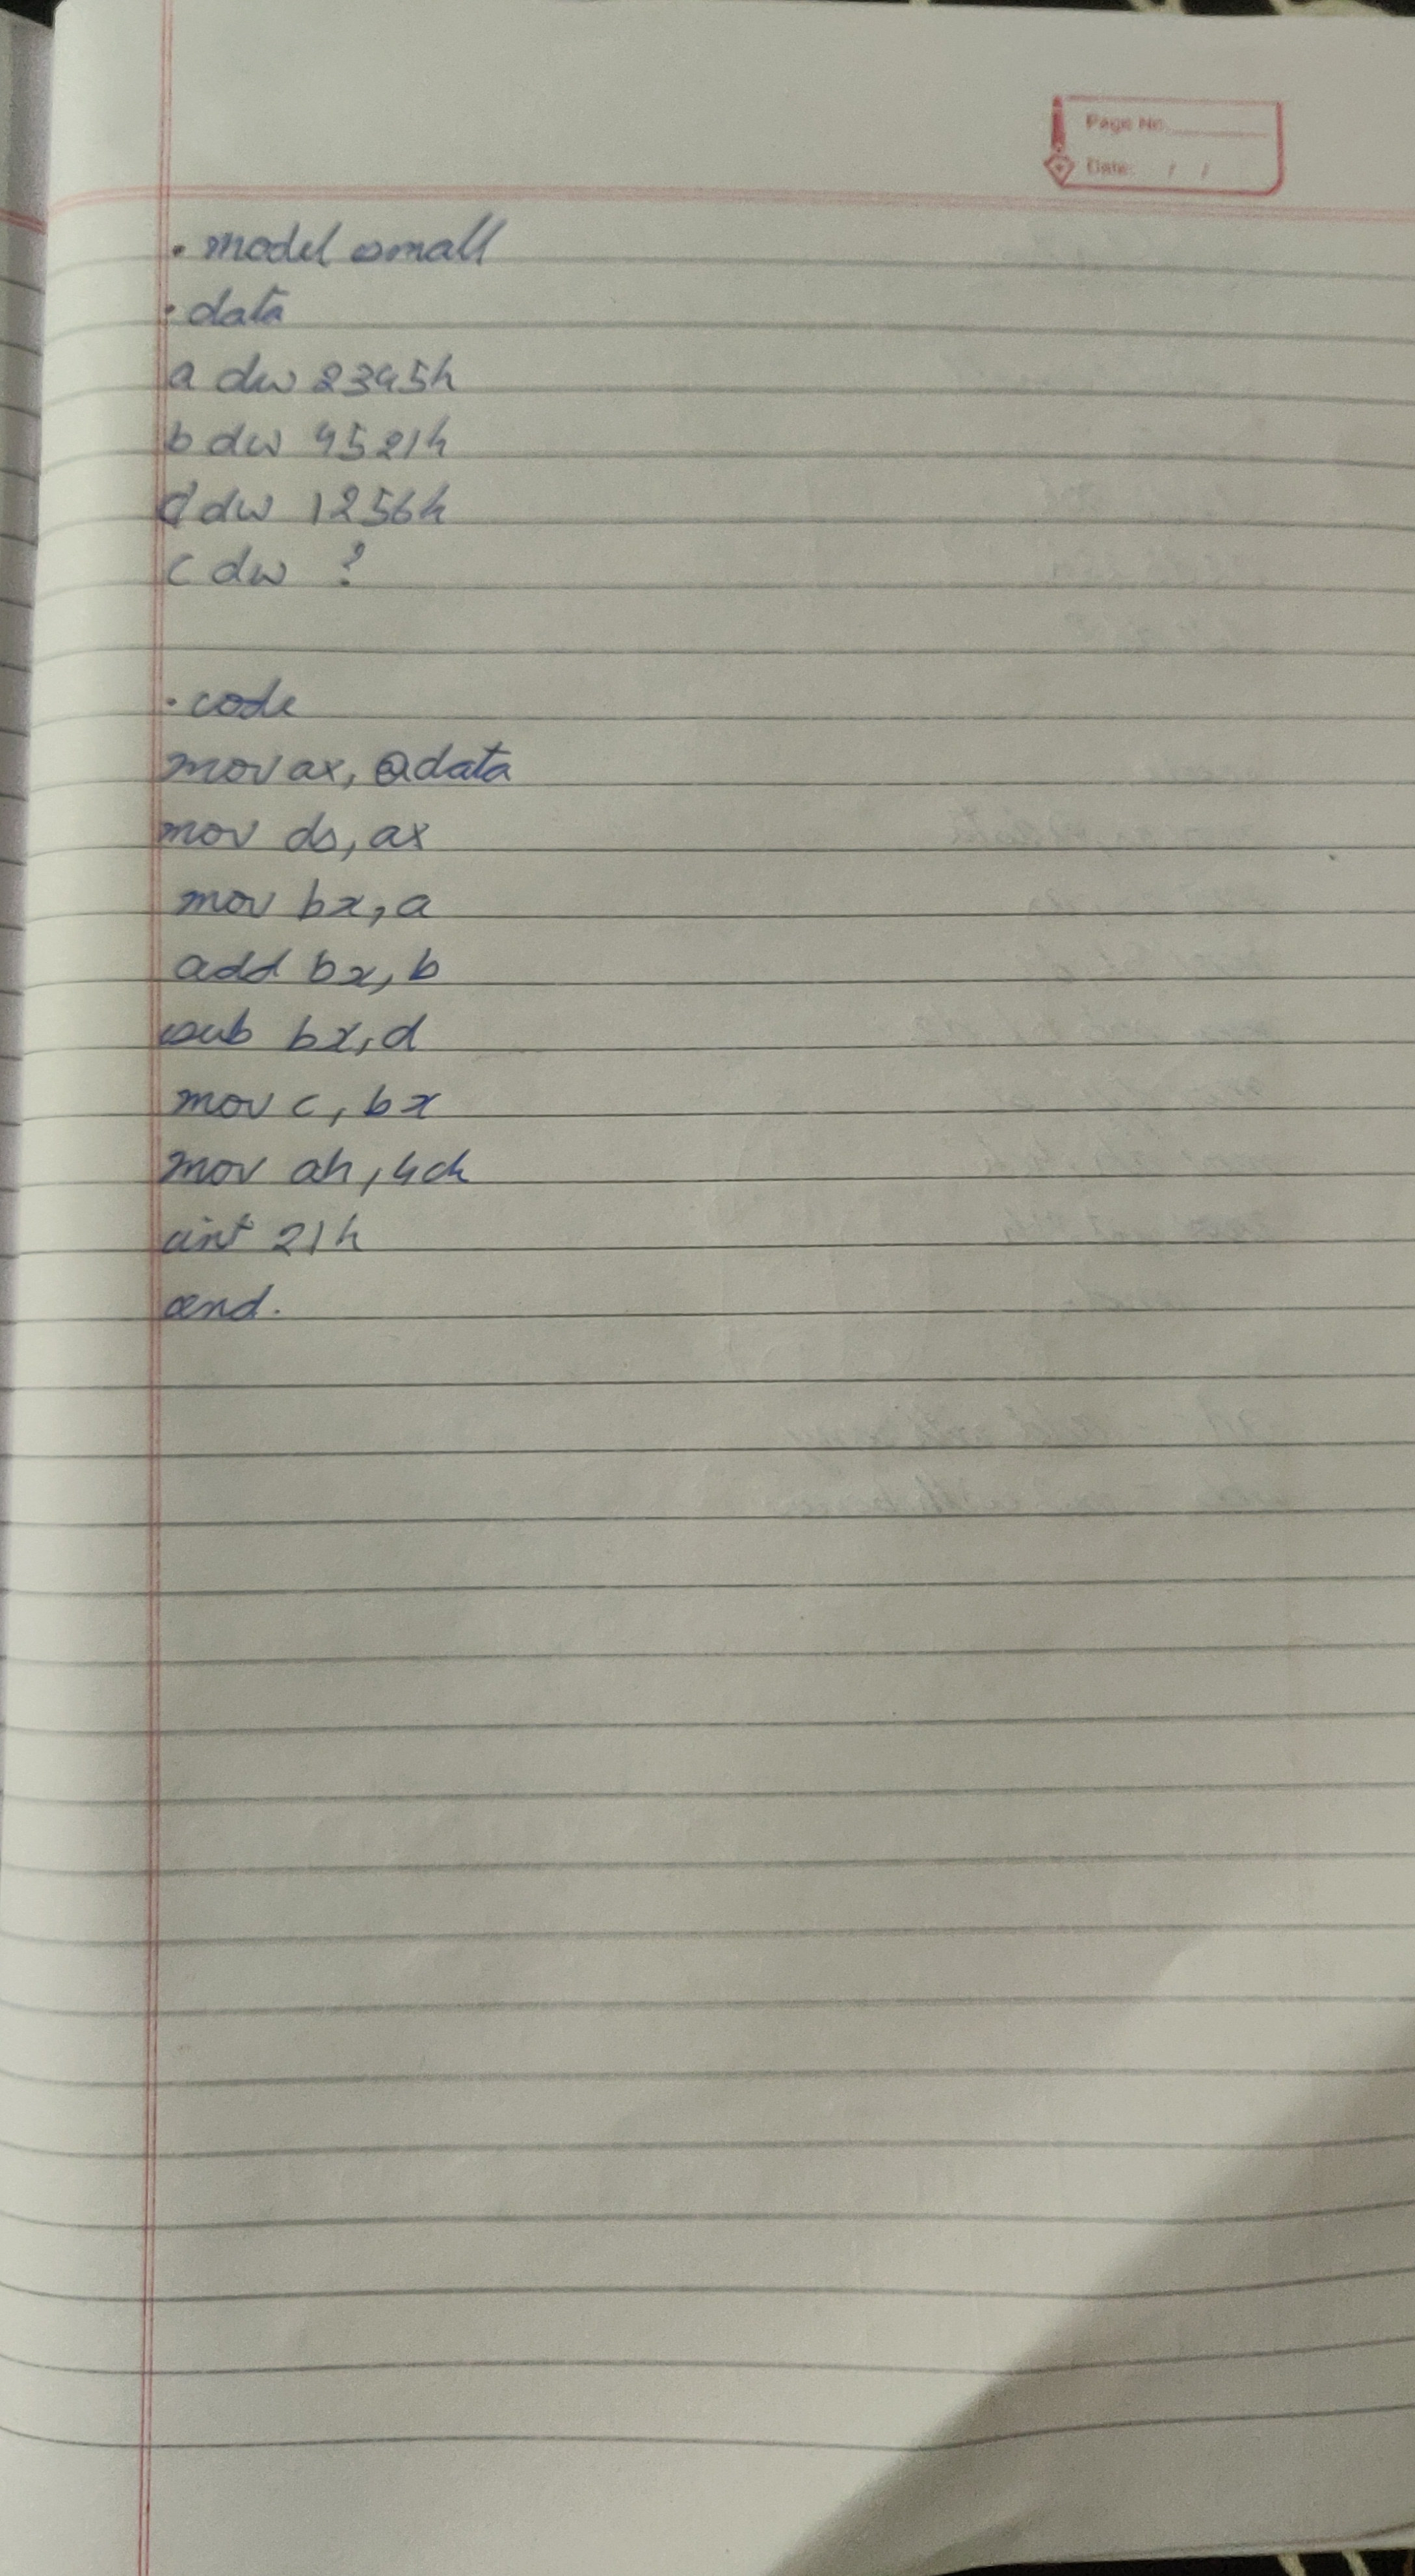 Page No.
Date: / /
. model small
. data
a dw 2345h
b dw 4521h
d dw 1256h
c dw ?
. code
mov ax, @data
mov ds, ax
mov bx, a
add bx, b
sub bx, d
mov c, bx
mov ah, 4ch
int 21h
end.